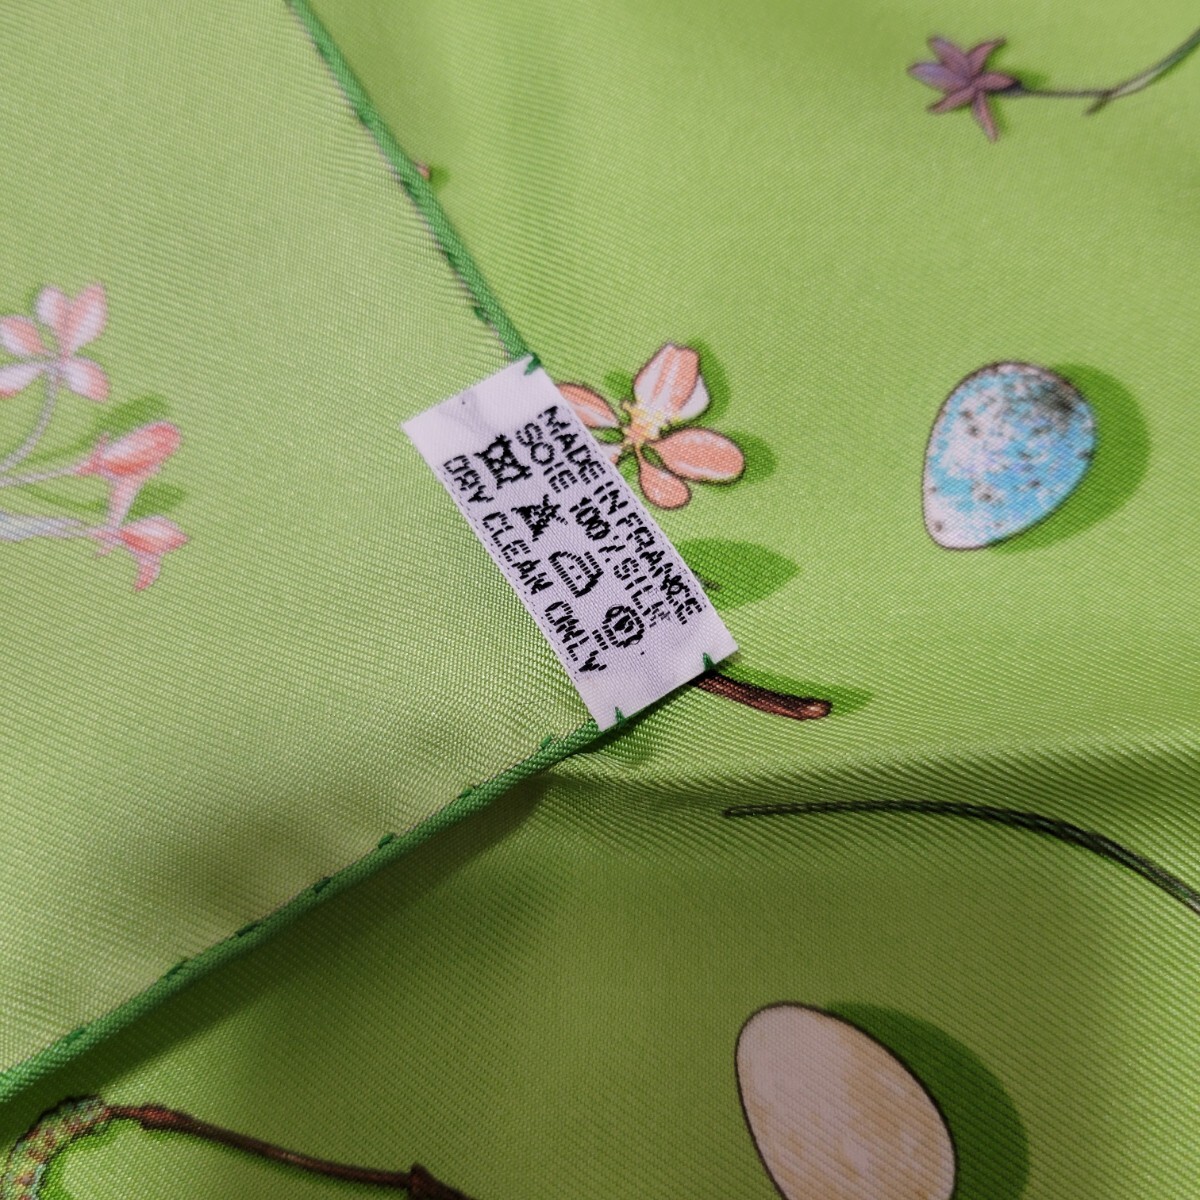 MADE IN FRANCE
SOIE 100% SILK
DRY CLEAN ONLY